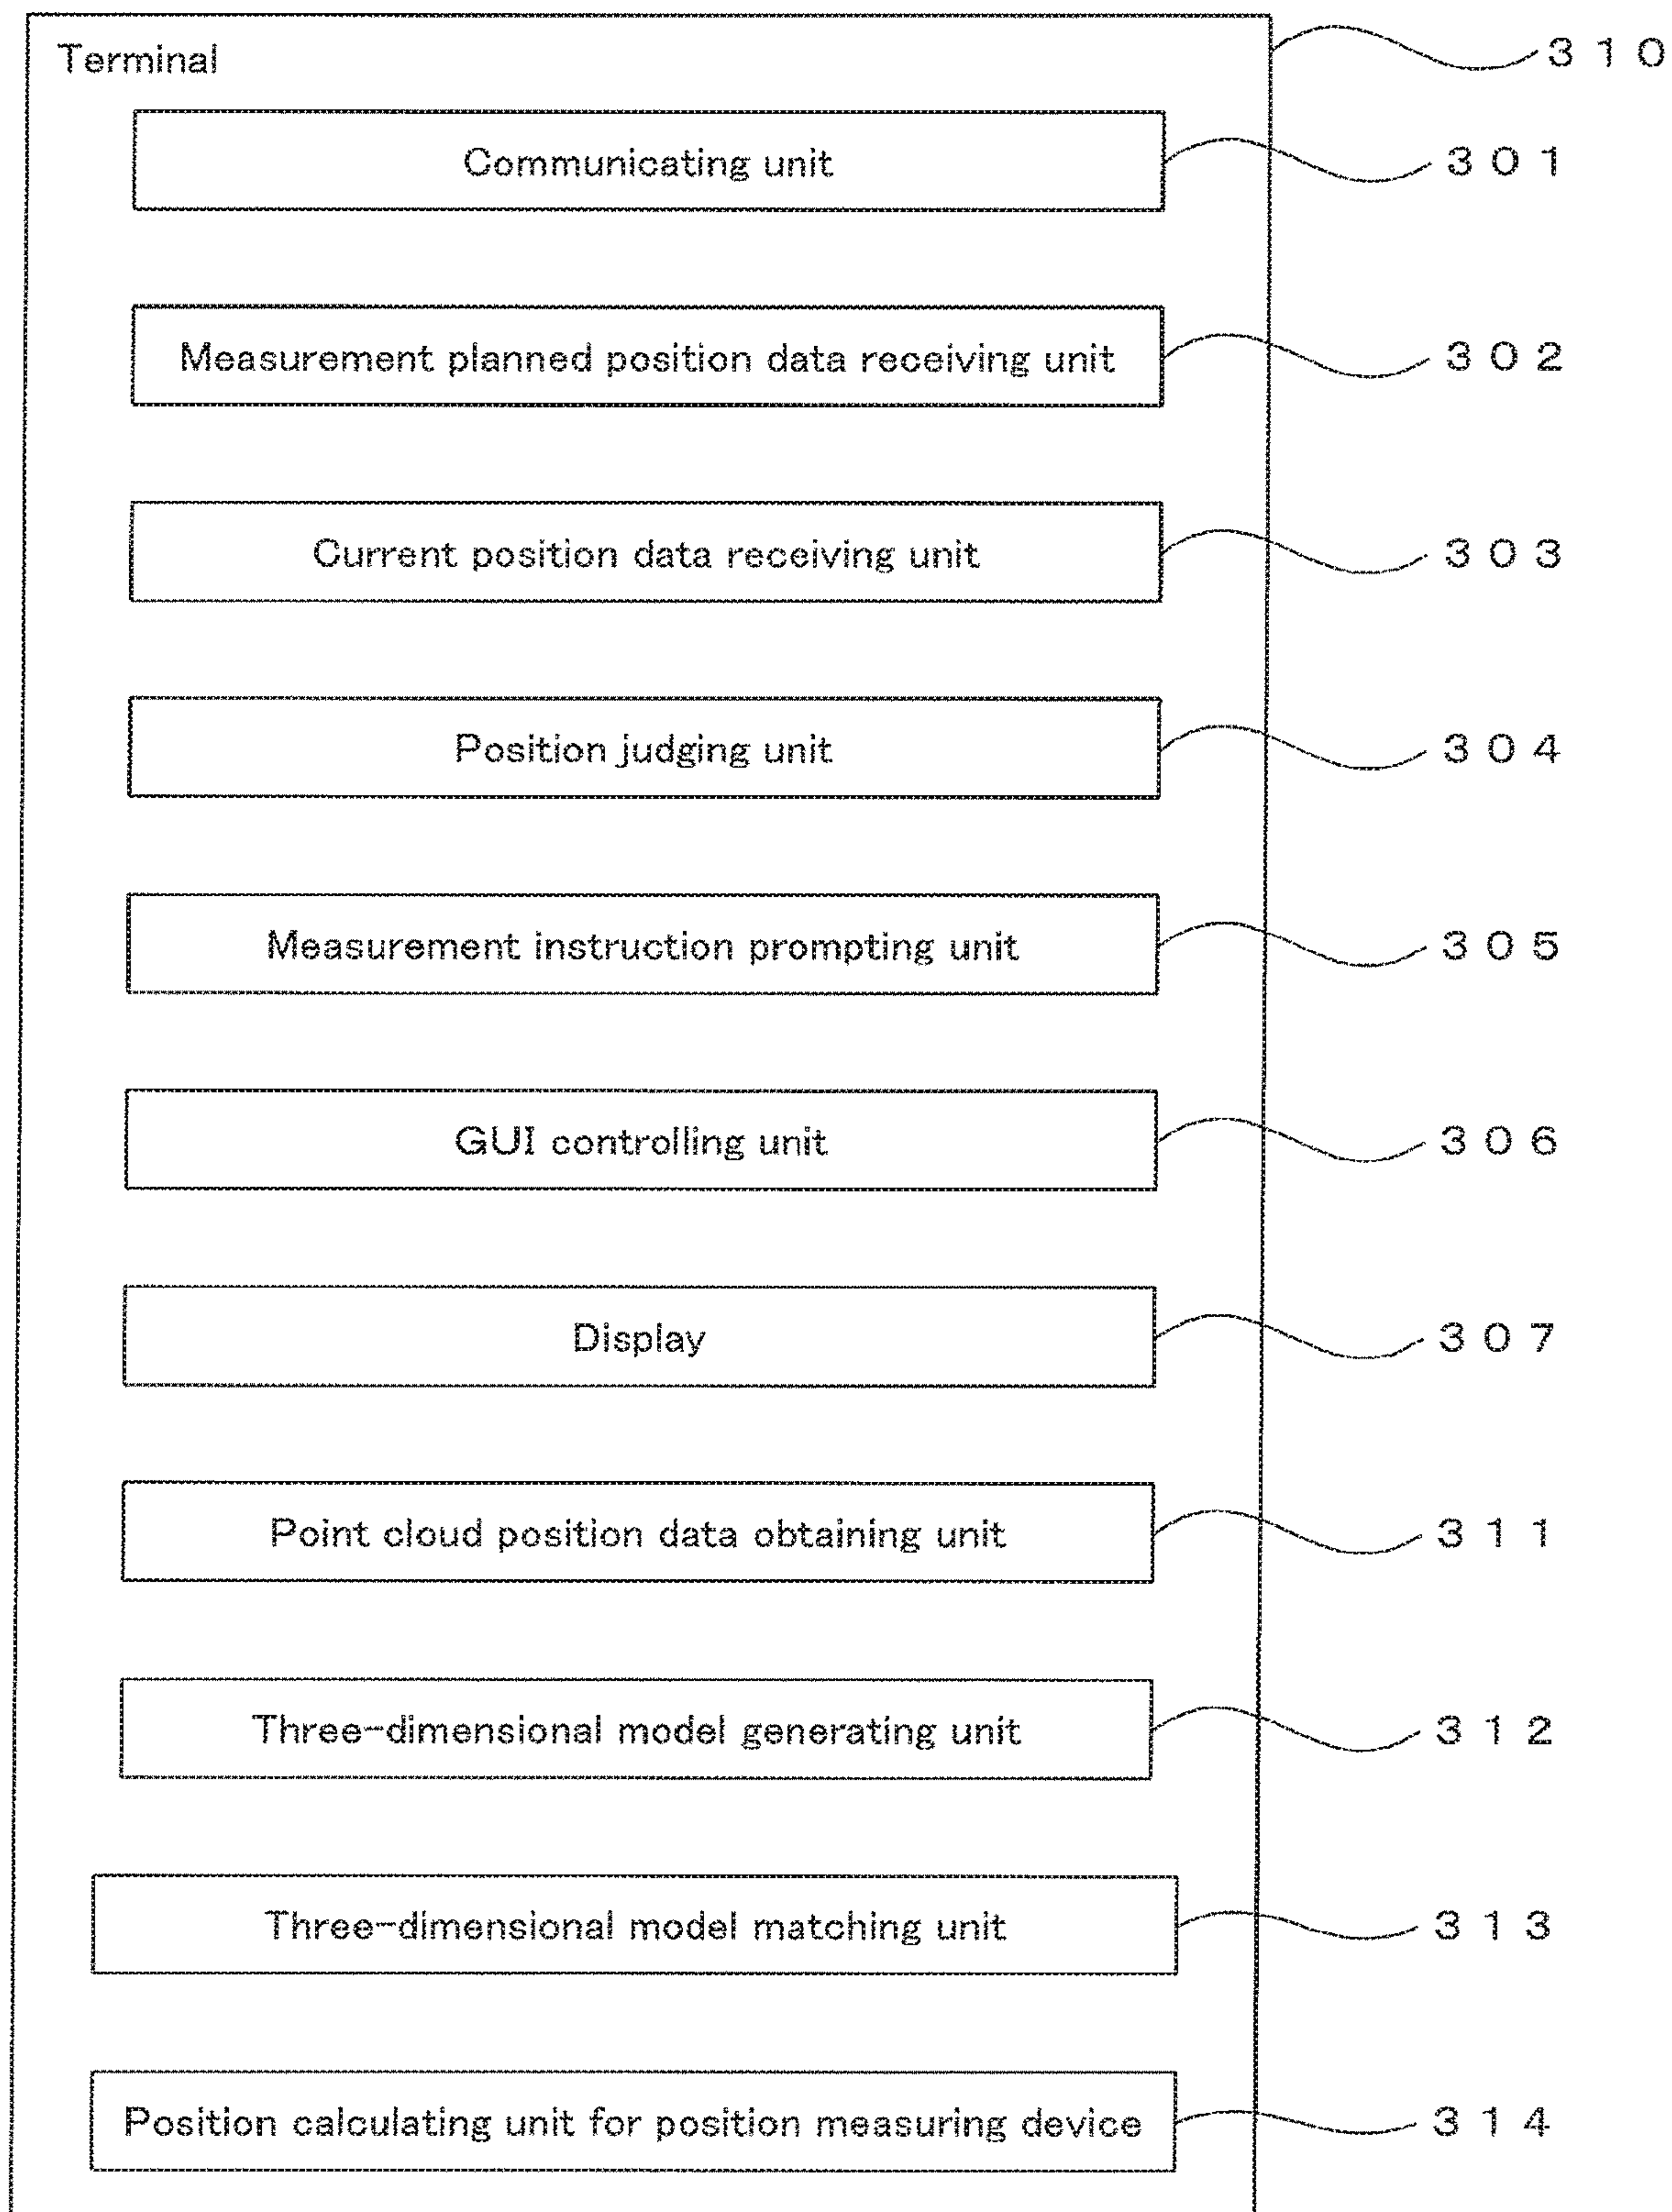 Terminal
３１０
Communicating unit
３０１
Measurement planned position data receiving unit
３０２
Current position data receiving unit
３０３
Position judging unit
３０４
Measurement instruction prompting unit
３０５
GUI controlling unit
３０６
Display
３０７
Point cloud position data obtaining unit
３１１
Three-dimensional model generating unit
３１２
Three-dimensional model matching unit
３１３
Position calculating unit for position measuring device
３１４